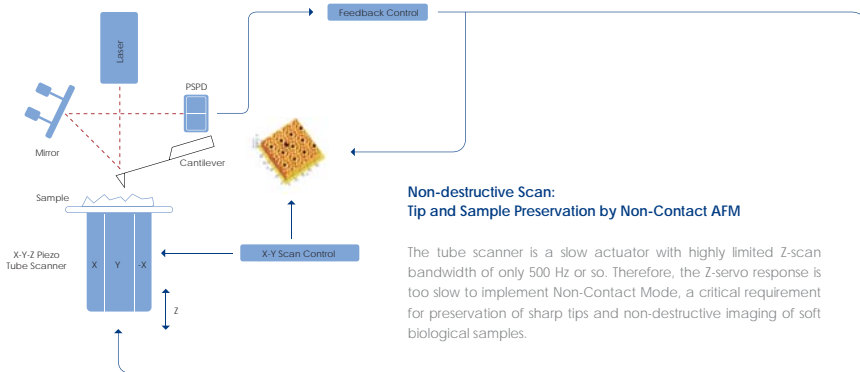 Feedback Control
Laser
PSPD
Mirror
Cantilever
Sample
X-Y-Z Piezo
Tube Scanner
X
Y
-X
X-Y Scan Control
Z
Non-destructive Scan:
Tip and Sample Preservation by Non-Contact AFM
The tube scanner is a slow actuator with highly limited Z-scan
bandwidth of only 500 Hz or so. Therefore, the Z-servo response is
too slow to implement Non-Contact Mode, a critical requirement
for preservation of sharp tips and non-destructive imaging of soft
biological samples.